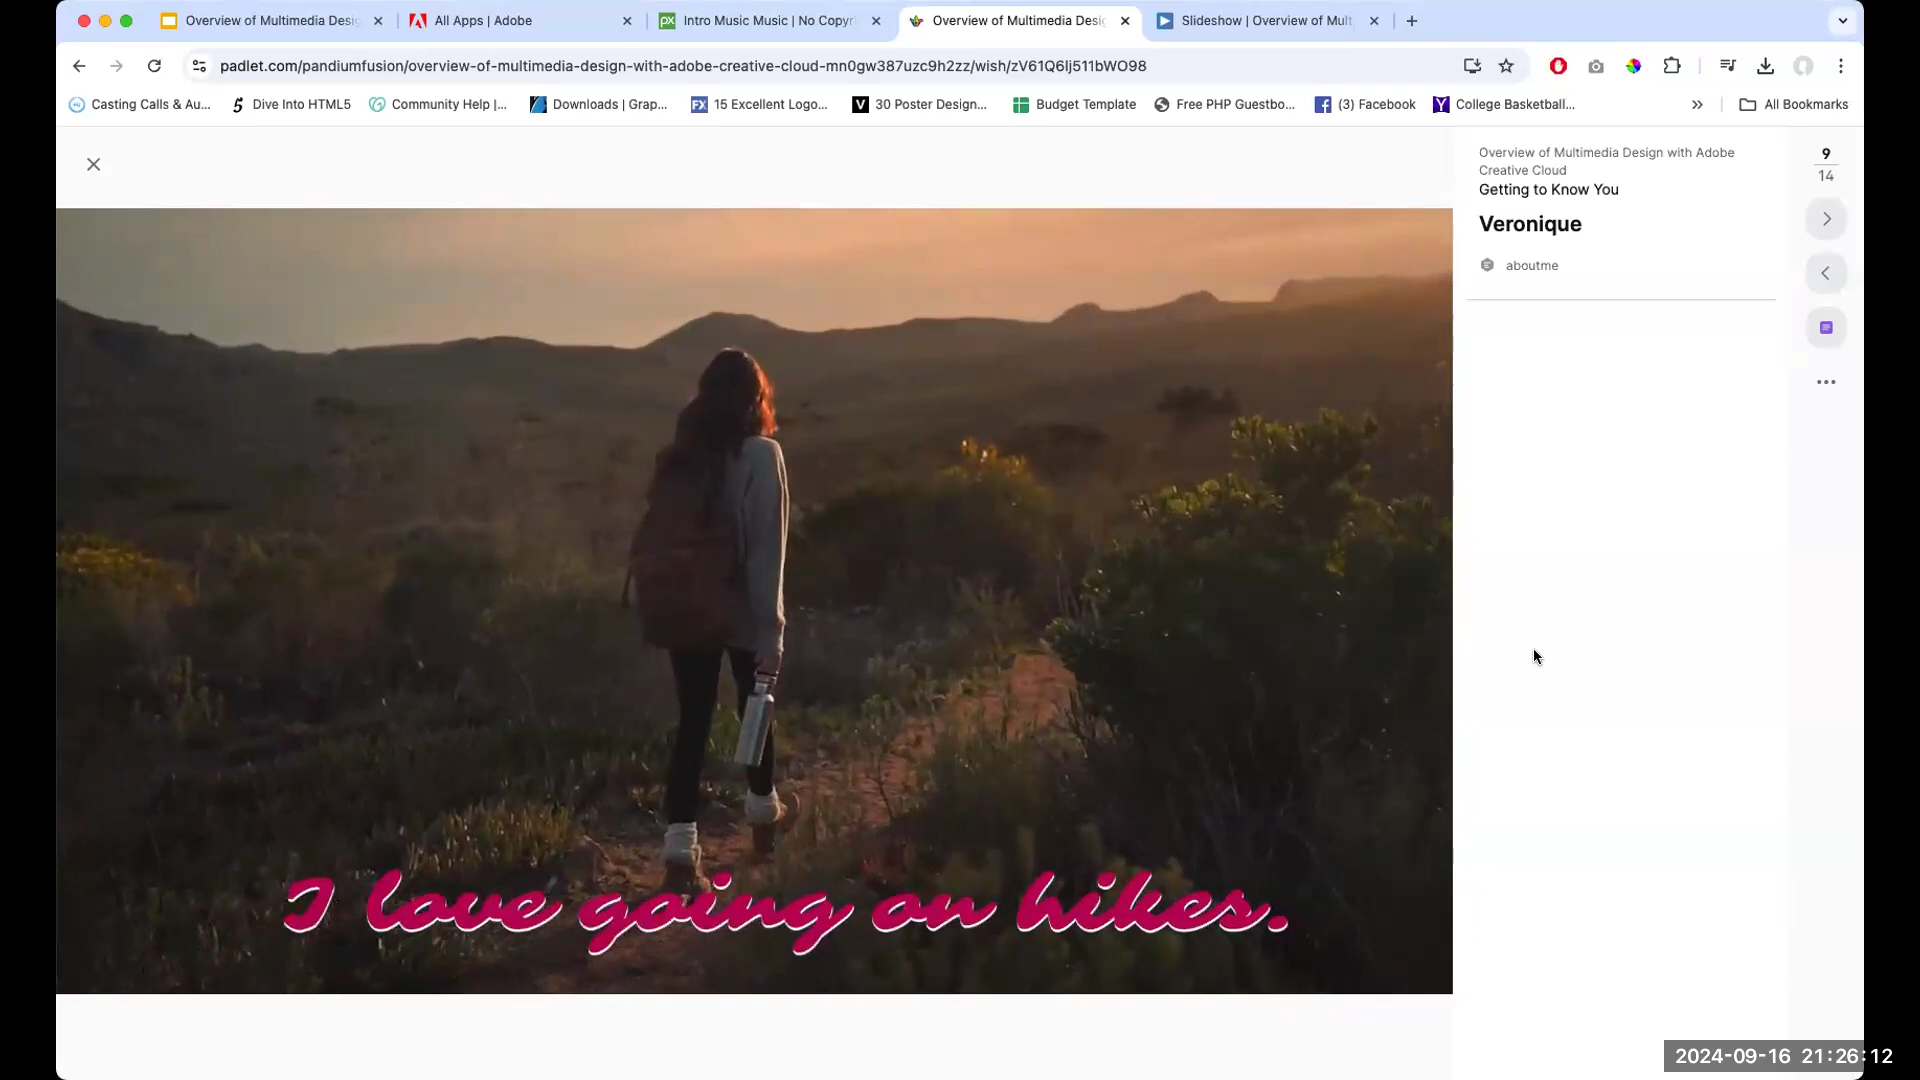 Overview of Multimedia Desig
All Apps | Adobe
Intro Music Music | No Copyr
Overview of Multimedia Desig
Slideshow | Overview of Mult
padlet.com/pandiumfusion/overview-of-multimedia-design-with-adobe-creative-cloud-mn0gw387uzc9h2zz/wish/zV61Q6lj511bWO98
Casting Calls & Au...
Dive Into HTML5
Community Help |...
Downloads | Grap...
FX 15 Excellent Logo...
V 30 Poster Design...
Budget Template
Free PHP Guestbo...
(3) Facebook
College Basketball...
All Bookmarks
Overview of Multimedia Design with Adobe
Creative Cloud
Getting to Know You
Veronique
aboutme
9
14
I love going on hikes.
2024-09-16 21:26:12